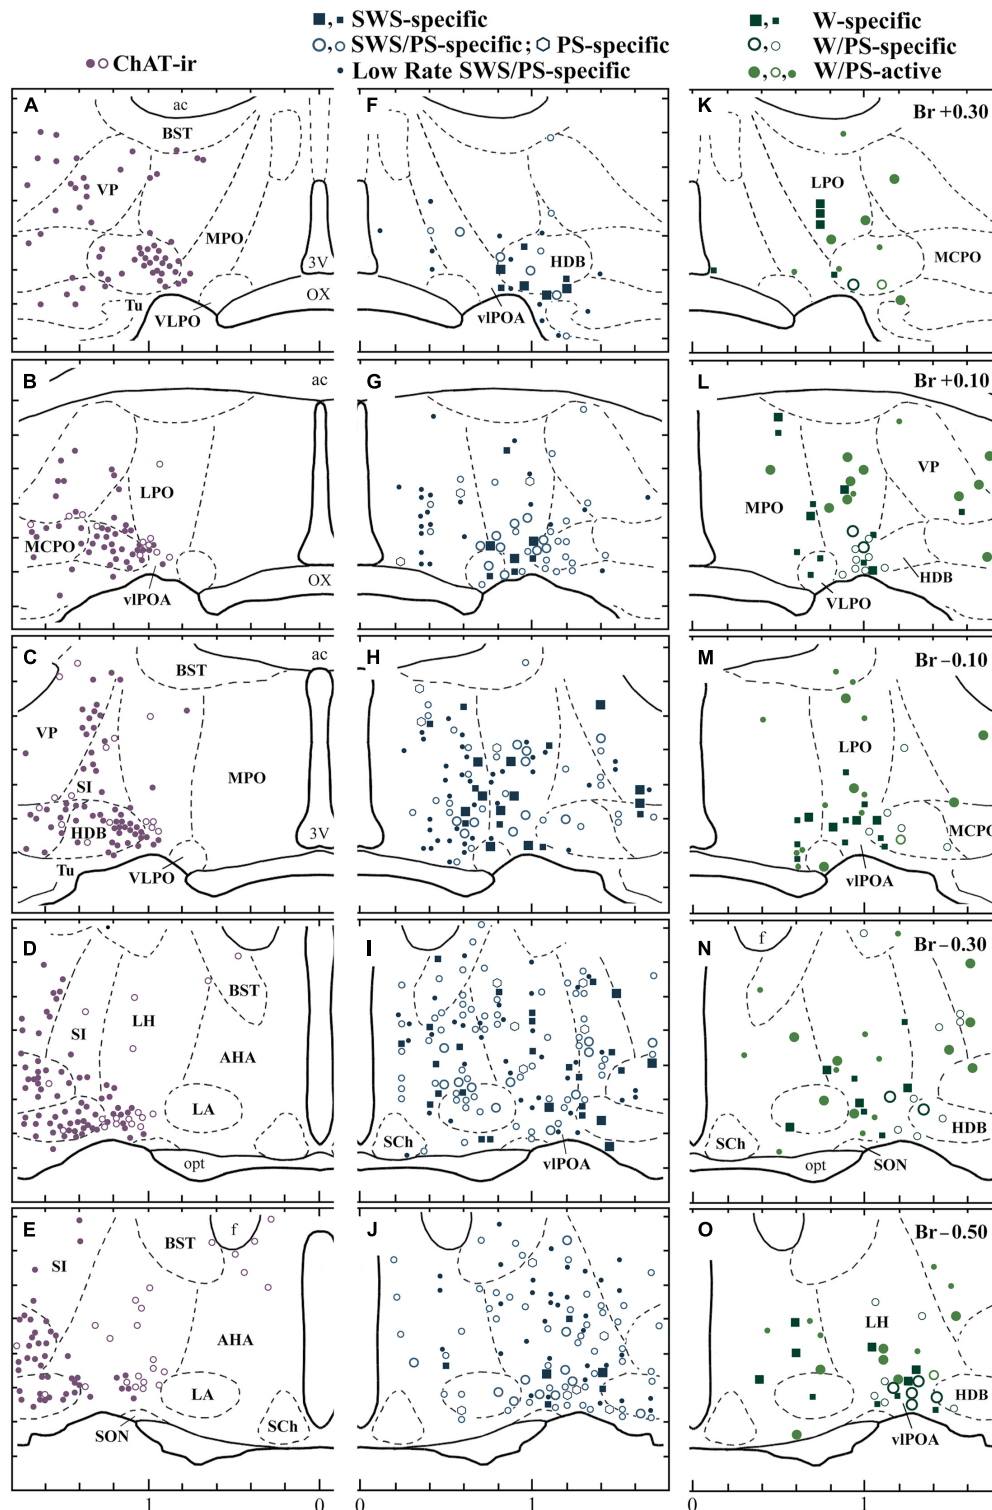 ChAT-ir
, SWS-specific
, SWS/PS-specific; PS-specific
Low Rate SWS/PS-specific
, W-specific
, W/PS-specific
, , W/PS-active
A
ac
BST
VP
MPO
3V
OX
Tu
VLPO
F
HDB
vlPOA
K
Br +0.30
LPO
MCPO
B
ac
LPO
MCPO
OX
vlPOA
G
L
Br +0.10
VP
MPO
HDB
VLPO
C
ac
BST
VP
SI
MPO
HDB
3V
Tu
VLPO
H
M
Br –0.10
LPO
MCPO
vlPOA
D
BST
SI
LH
AHA
LA
opt
I
SCh
vlPOA
N
f
Br –0.30
SCh
HDB
opt
SON
E
f
BST
SI
AHA
LA
SCh
SON
J
O
Br –0.50
LH
HDB
vlPOA
1 0
0 1
0 1